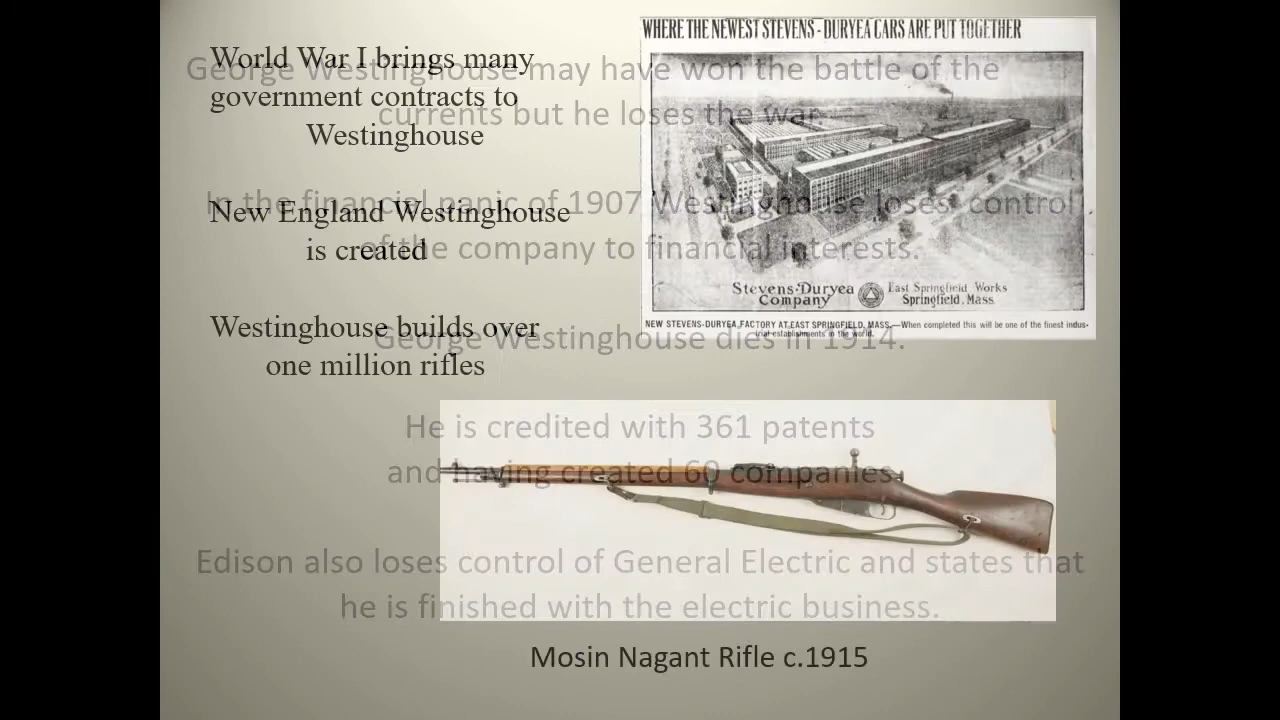 World War I brings many
government contracts to
Westinghouse
New England Westinghouse
is created
Westinghouse builds over
one million rifles
WHERE THE NEWEST STEVENS-DURYEA CARS ARE PUT TOGETHER
Stevens-Duryea
Company
East Springfield Works
Springfield, Mass
NEW STEVENS-DURYEA FACTORY AT EAST SPRINGFIELD, MASS.—When completed this will be one of the finest indus-
trial establishments in the world.
Mosin Nagant Rifle c.1915
George Westinghouse may have won the battle of the
currents but he loses the war.
In the financial panic of 1907 Westinghouse loses control
of the company to financial interests.
George Westinghouse dies in 1914.
He is credited with 361 patents
and having created 60 companies.
Edison also loses control of General Electric and states that
he is finished with the electric business.